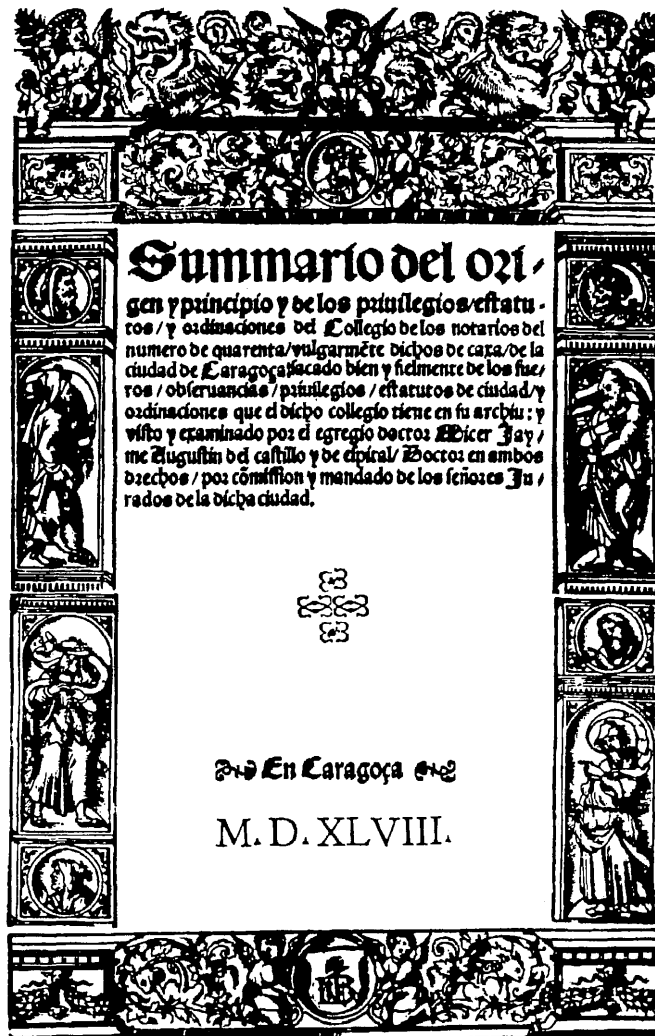 Summario del ori-
gen y principio y de los priuilegios/estatu-
tos / y ordinaciones del Collegio de los notarios del
numero de quarenta/vulgarmẽte dichos de caxa/de la
ciudad de Caragoça/sacado bien y fielmente de los fue-
ros / obseruancias / priuilegios / estatutos de ciudad/y
ordinaciones que el dicho collegio tiene en su archiu: y
visto y examinado por el egregio doctor Micer Jay/
me Augustin del castillo y de elpital/ Doctor en ambos
drechos / por cõmission y mandado de los señores Ju/
rados de la dicha ciudad.
En Caragoça
M. D. XLVIII.